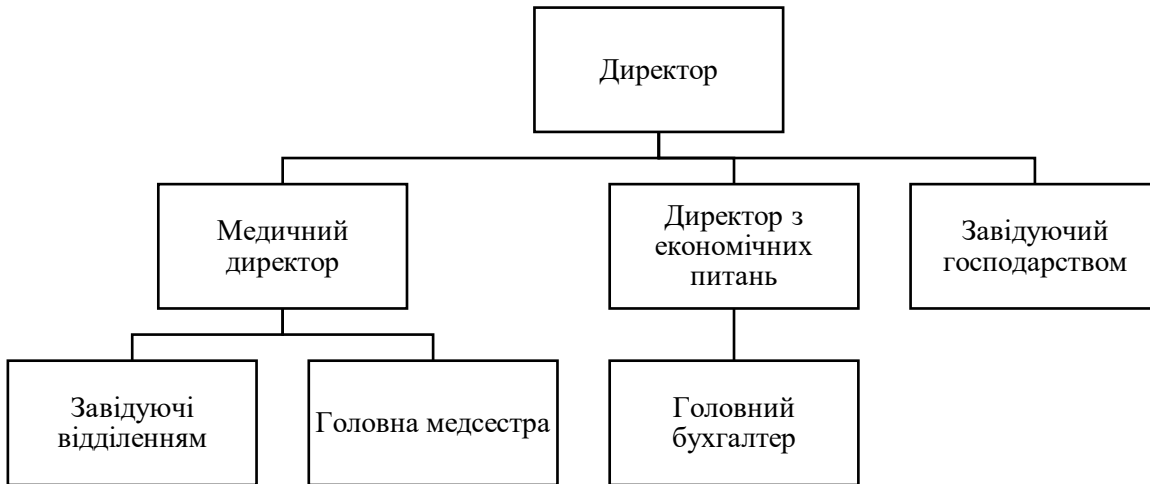 Директор
Медичний
директор
Директор з
економічних
питань
Завідуючий
господарством
Завідуючі
відділенням
Головна медсестра
Головний
бухгалтер